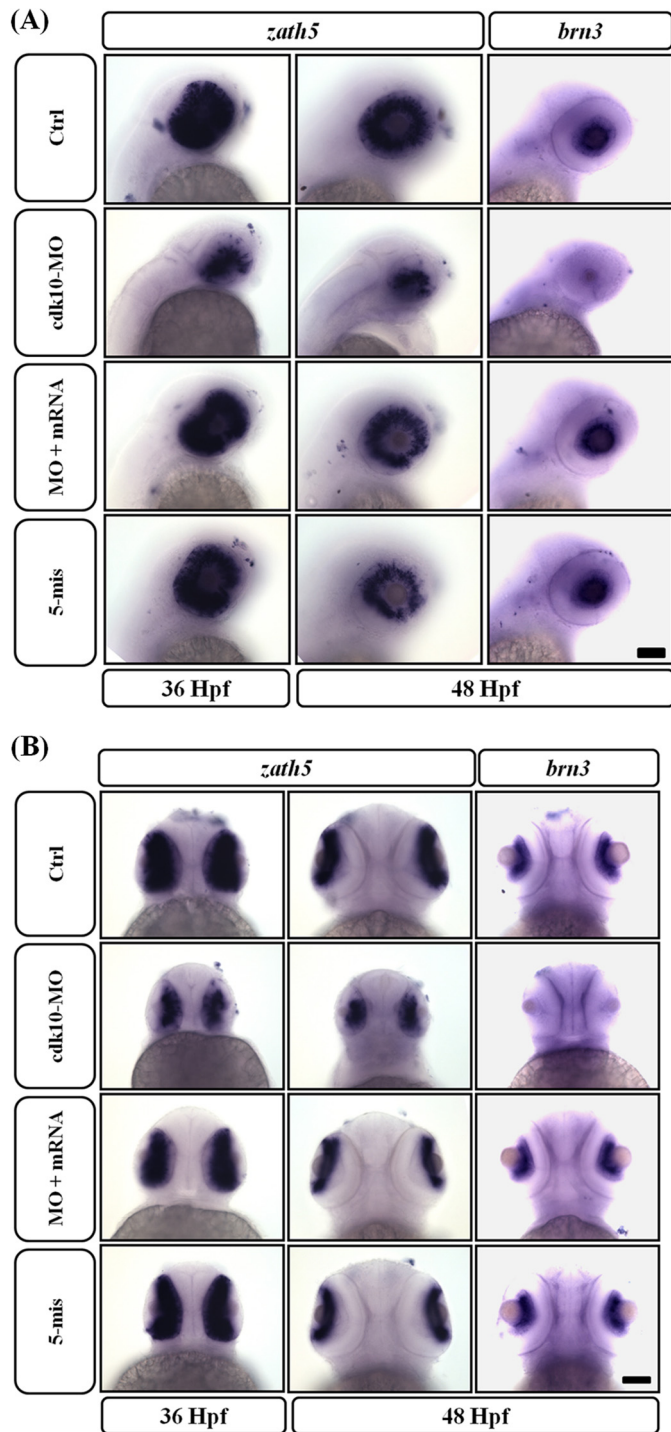 (A)
zath5 brn3
Ctrl
cdk10-MO
MO + mRNA
5-mis
36 Hpf 48 Hpf
(B)
zath5 brn3
Ctrl
cdk10-MO
MO + mRNA
5-mis
36 Hpf 48 Hpf